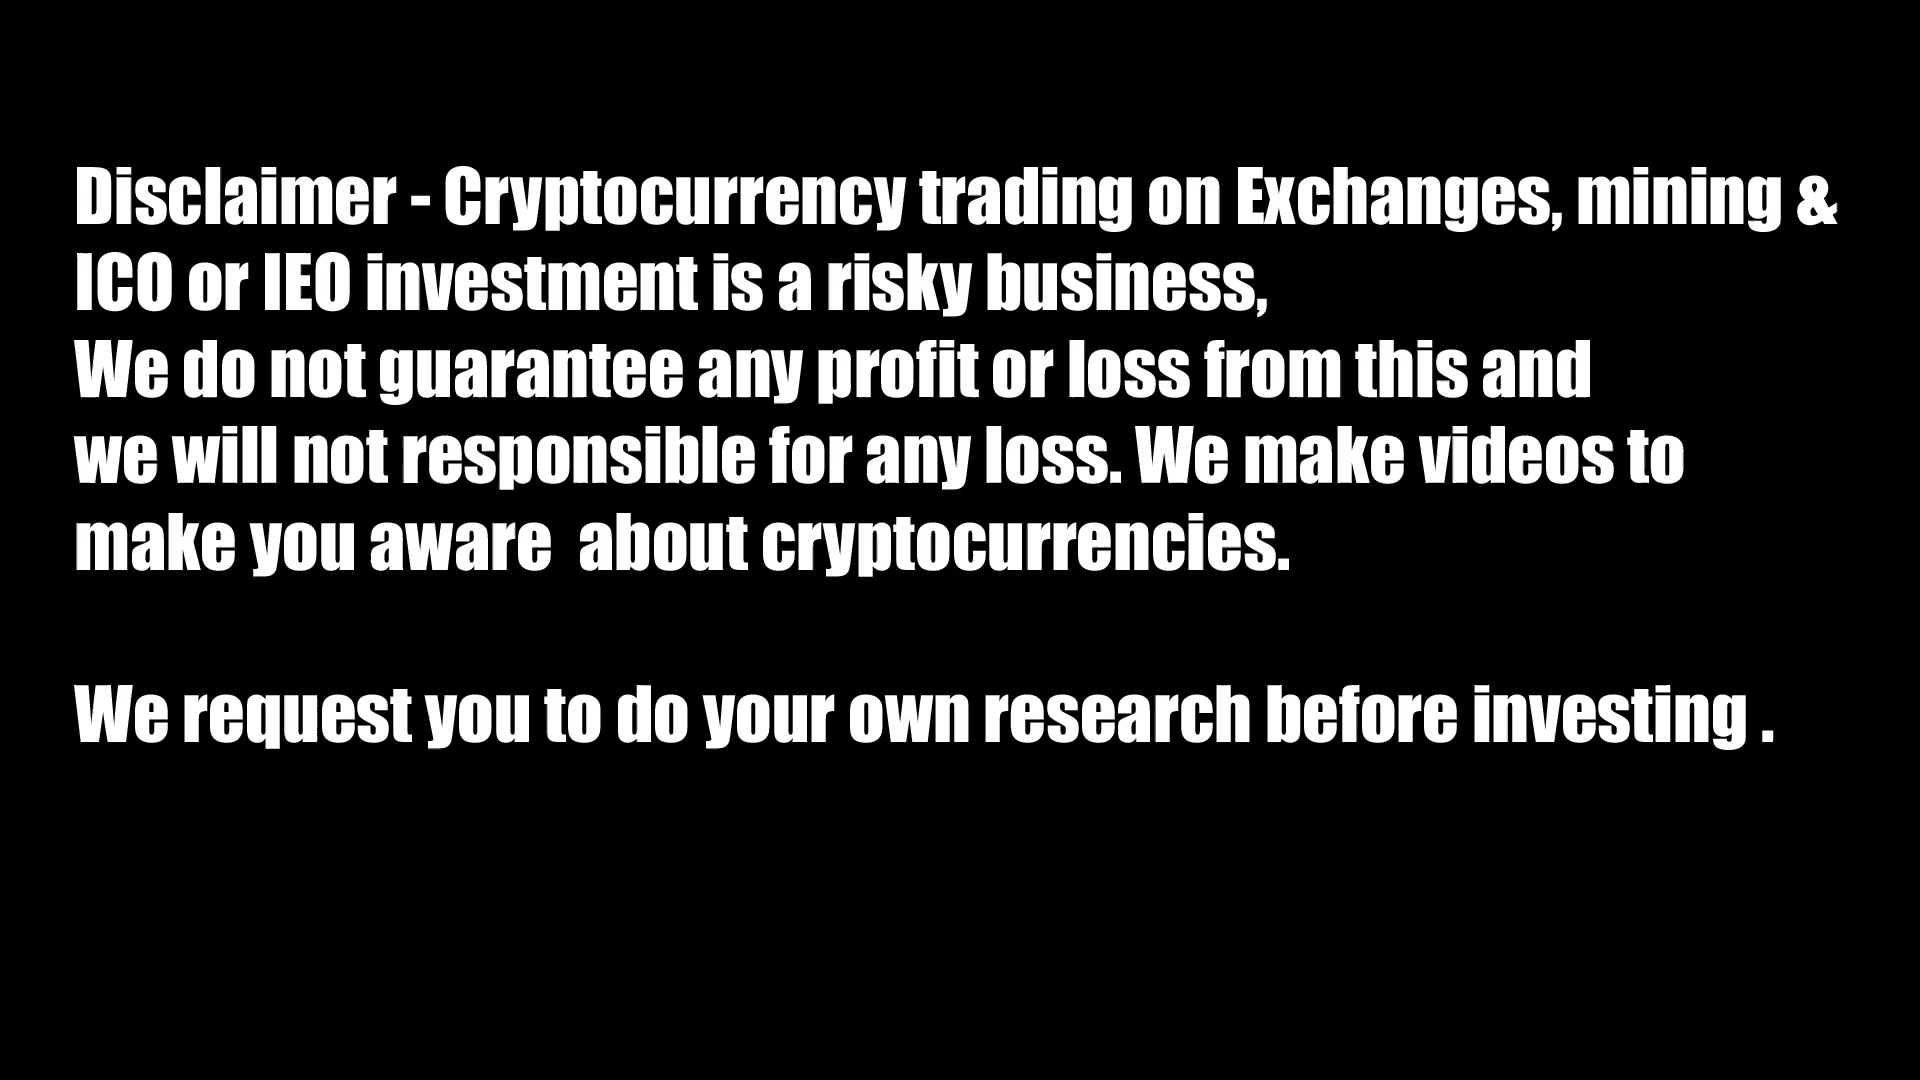 Disclaimer - Cryptocurrency trading on Exchanges, mining &
ICO or IEO investment is a risky business,
We do not guarantee any profit or loss from this and
we will not responsible for any loss. We make videos to
make you aware  about cryptocurrencies.
We request you to do your own research before investing .